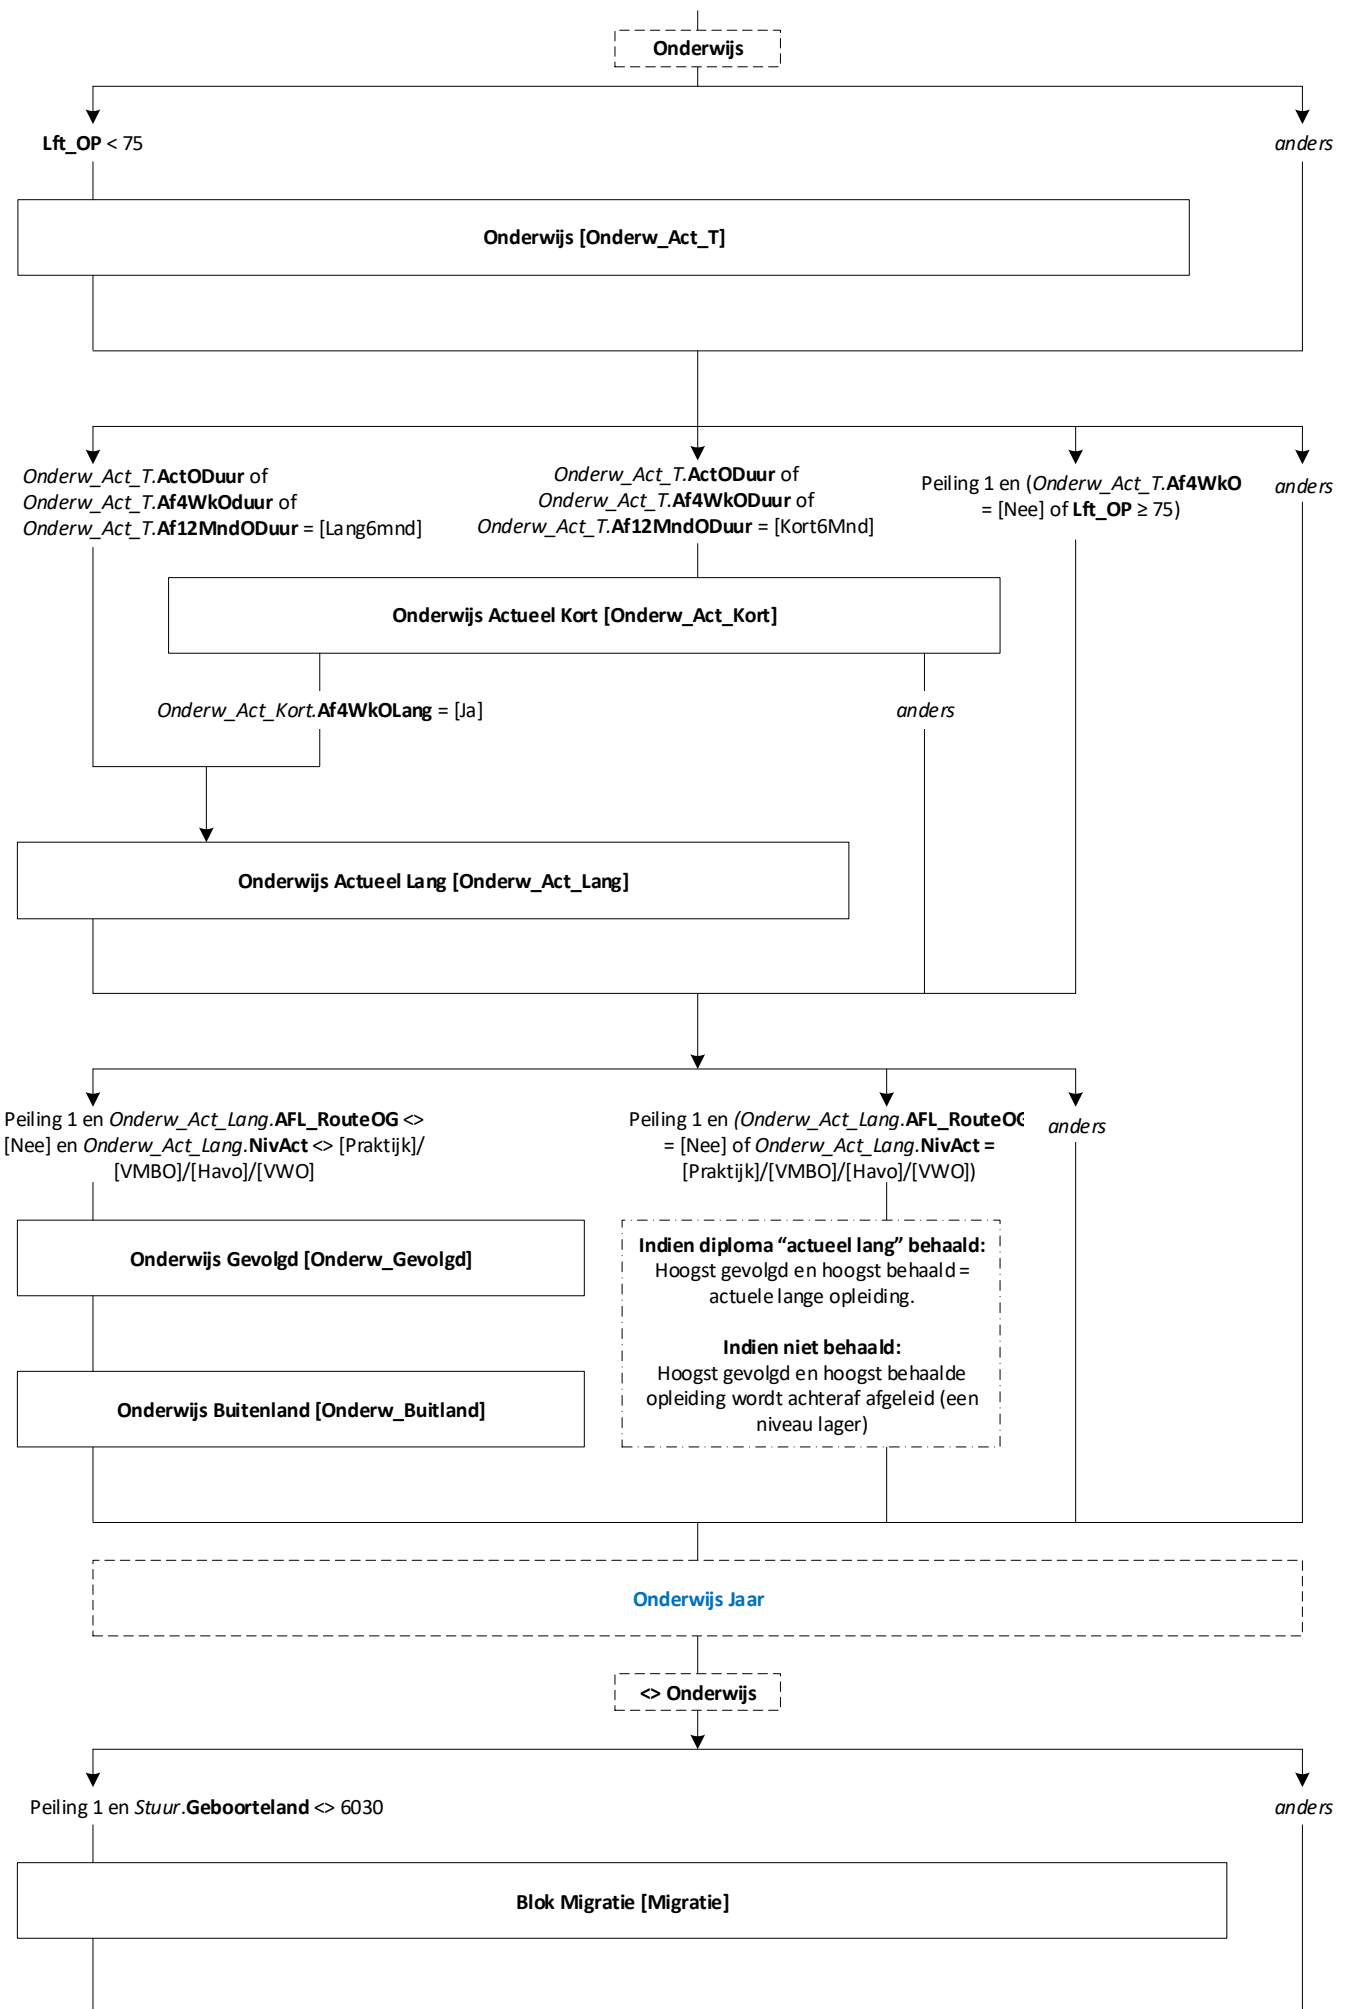 Onderwijs
Lft_OP < 75
anders
Onderwijs [Onderw_Act_T]
Onderw_Act_T.ActODuur of
Onderw_Act_T.Af4WkOduur of
Onderw_Act_T.Af12MndODuur = [Lang6mnd]
Onderw_Act_T.ActODuur of
Onderw_Act_T.Af4WkODuur of
Onderw_Act_T.Af12MndODuur = [Kort6Mnd]
Peiling 1 en (Onderw_Act_T.Af4WkO
= [Nee] of Lft_OP ≥ 75)
anders
Onderwijs Actueel Kort [Onderw_Act_Kort]
Onderw_Act_Kort.Af4WkOLang = [Ja]
anders
Onderwijs Actueel Lang [Onderw_Act_Lang]
Peiling 1 en Onderw_Act_Lang.AFL_RouteOG <>
[Nee] en Onderw_Act_Lang.NivAct <> [Praktijk]/
[VMBO]/[Havo]/[VWO]
Peiling 1 en (Onderw_Act_Lang.AFL_RouteOG
= [Nee] of Onderw_Act_Lang.NivAct =
[Praktijk]/[VMBO]/[Havo]/[VWO])
anders
Onderwijs Gevolgd [Onderw_Gevolgd]
Onderwijs Buitenland [Onderw_Buitland]
Indien diploma “actueel lang” behaald:
Hoogst gevolgd en hoogst behaald =
actuele lange opleiding.
Indien niet behaald:
Hoogst gevolgd en hoogst behaalde
opleiding wordt achteraf afgeleid (een
niveau lager)
Onderwijs Jaar
<> Onderwijs
Peiling 1 en Stuur.Geboorteland <> 6030
anders
Blok Migratie [Migratie]